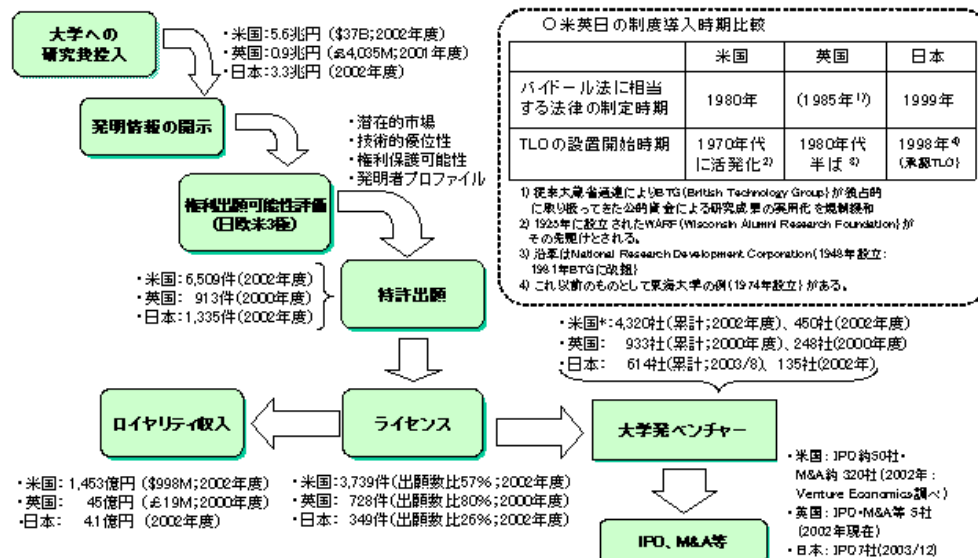 大学への
研究費投入
・米国:5.6兆円 ($37B;2002年度)
・英国:0.9兆円 (£4,035M;2001年度)
・日本:3.3兆円 (2002年度)
発明情報の開示
・潜在的市場
・技術的優位性
・権利保護可能性
・発明者プロファイル
権利出願可能性評価
(日欧米3極)
・米国:6,509件(2002年度)
・英国: 913件(2000年度)
・日本:1,335件(2002年度)
特許出願
○米英日の制度導入時期比較
米国 英国 日本
バイドール法に相当
する法律の制定時期
1980年 (1985年1)) 1999年
TLOの設置開始時期
1970年代
に活発化2)
1980年代
半ば3)
1998年4)
(承認TLO)
1) 従来大蔵省通達によりBTG(British Technology Group)が独占的
に取り扱ってきた公的資金による研究成果の実用化を規制緩和
2) 1925年に設立されたWARF(Wisconsin Alumni Research Foundation)が
その先駆けとされる。
3) 沿革はNational Research Development Corporation(1948年設立:
1981年BTGに改組)
4) これ以前のものとして東海大学の例(1974年設立)がある。
・米国*:4,320社(累計;2002年度)、450社(2002年度)
・英国: 933社(累計;2000年度)、248社(2000年度)
・日本: 614社(累計;2003/8)、135社(2002年)
ロイヤリティ収入
ライセンス
大学発ベンチャー
・米国:1,453億円 ($998M;2002年度)
・英国: 45億円 (£19M;2000年度)
・日本: 4.1億円 (2002年度)
・米国:3,739件(出願数比57%;2002年度)
・英国: 728件(出願数比80%;2000年度)
・日本: 349件(出願数比26%;2002年度)
・米国:IPO約50社・
M&A約 320社(2002年:
Venture Economics調べ)
・英国:IPO・M&A等 5社
(2002年現在)
・日本:IPO7社(2003/12)
IPO、M&A等